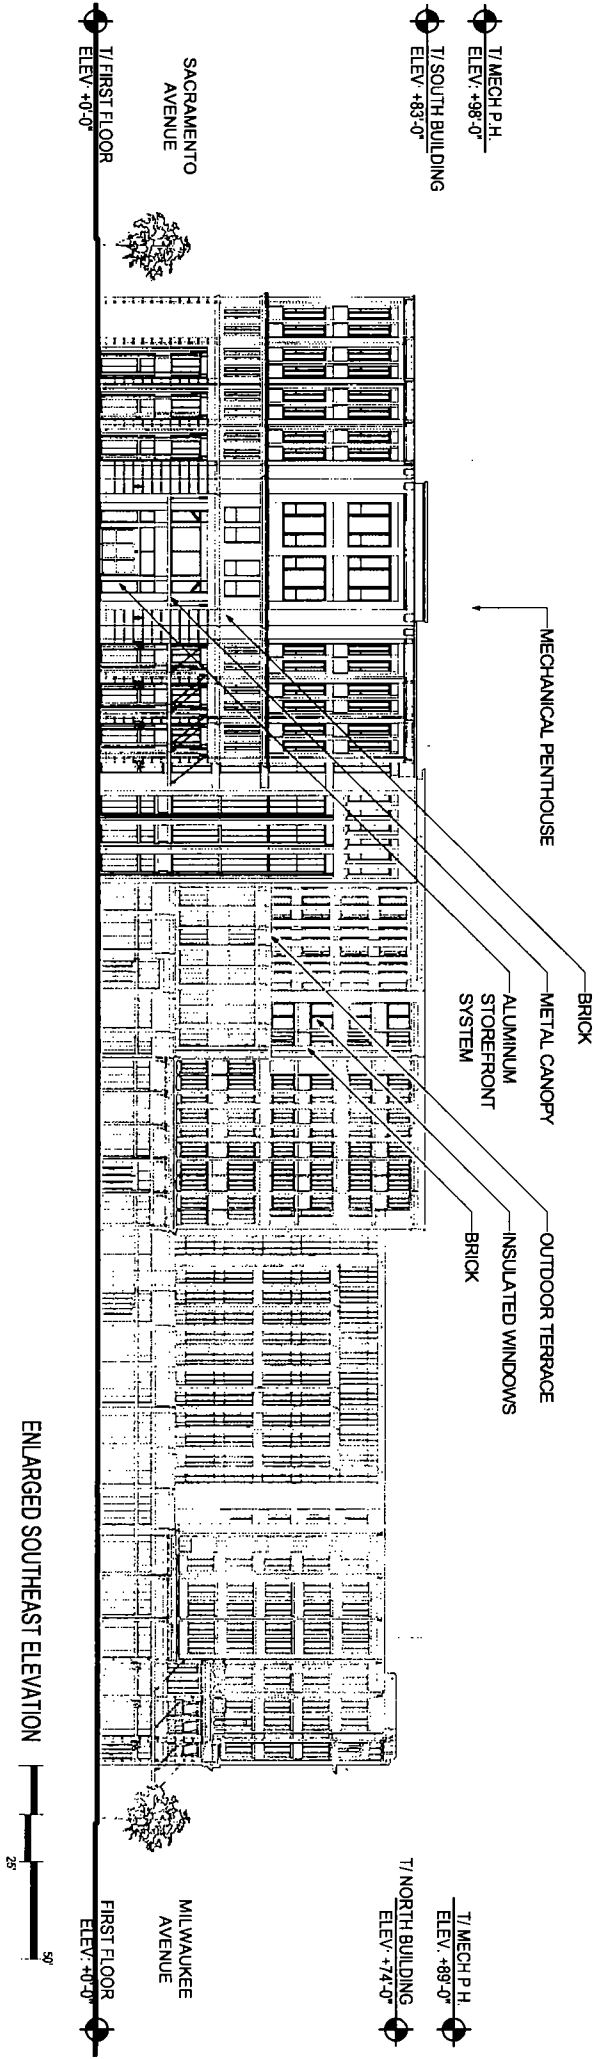 T/ MECH P.H.
ELEV: +98'-0"
T/ SOUTH BUILDING
ELEV: +83'-0"
SACRAMENTO
AVENUE
T/ FIRST FLOOR
ELEV: +0'-0"
MECHANICAL PENTHOUSE
BRICK
METAL CANOPY
ALUMINUM
STOREFRONT
SYSTEM
OUTDOOR TERRACE
INSULATED WINDOWS
BRICK
T/ MECH P.H.
ELEV: +89'-0"
T/ NORTH BUILDING
ELEV: +74'-0"
MILWAUKEE
AVENUE
FIRST FLOOR
ELEV: +0'-0"
ENLARGED SOUTHEAST ELEVATION
25'
50'